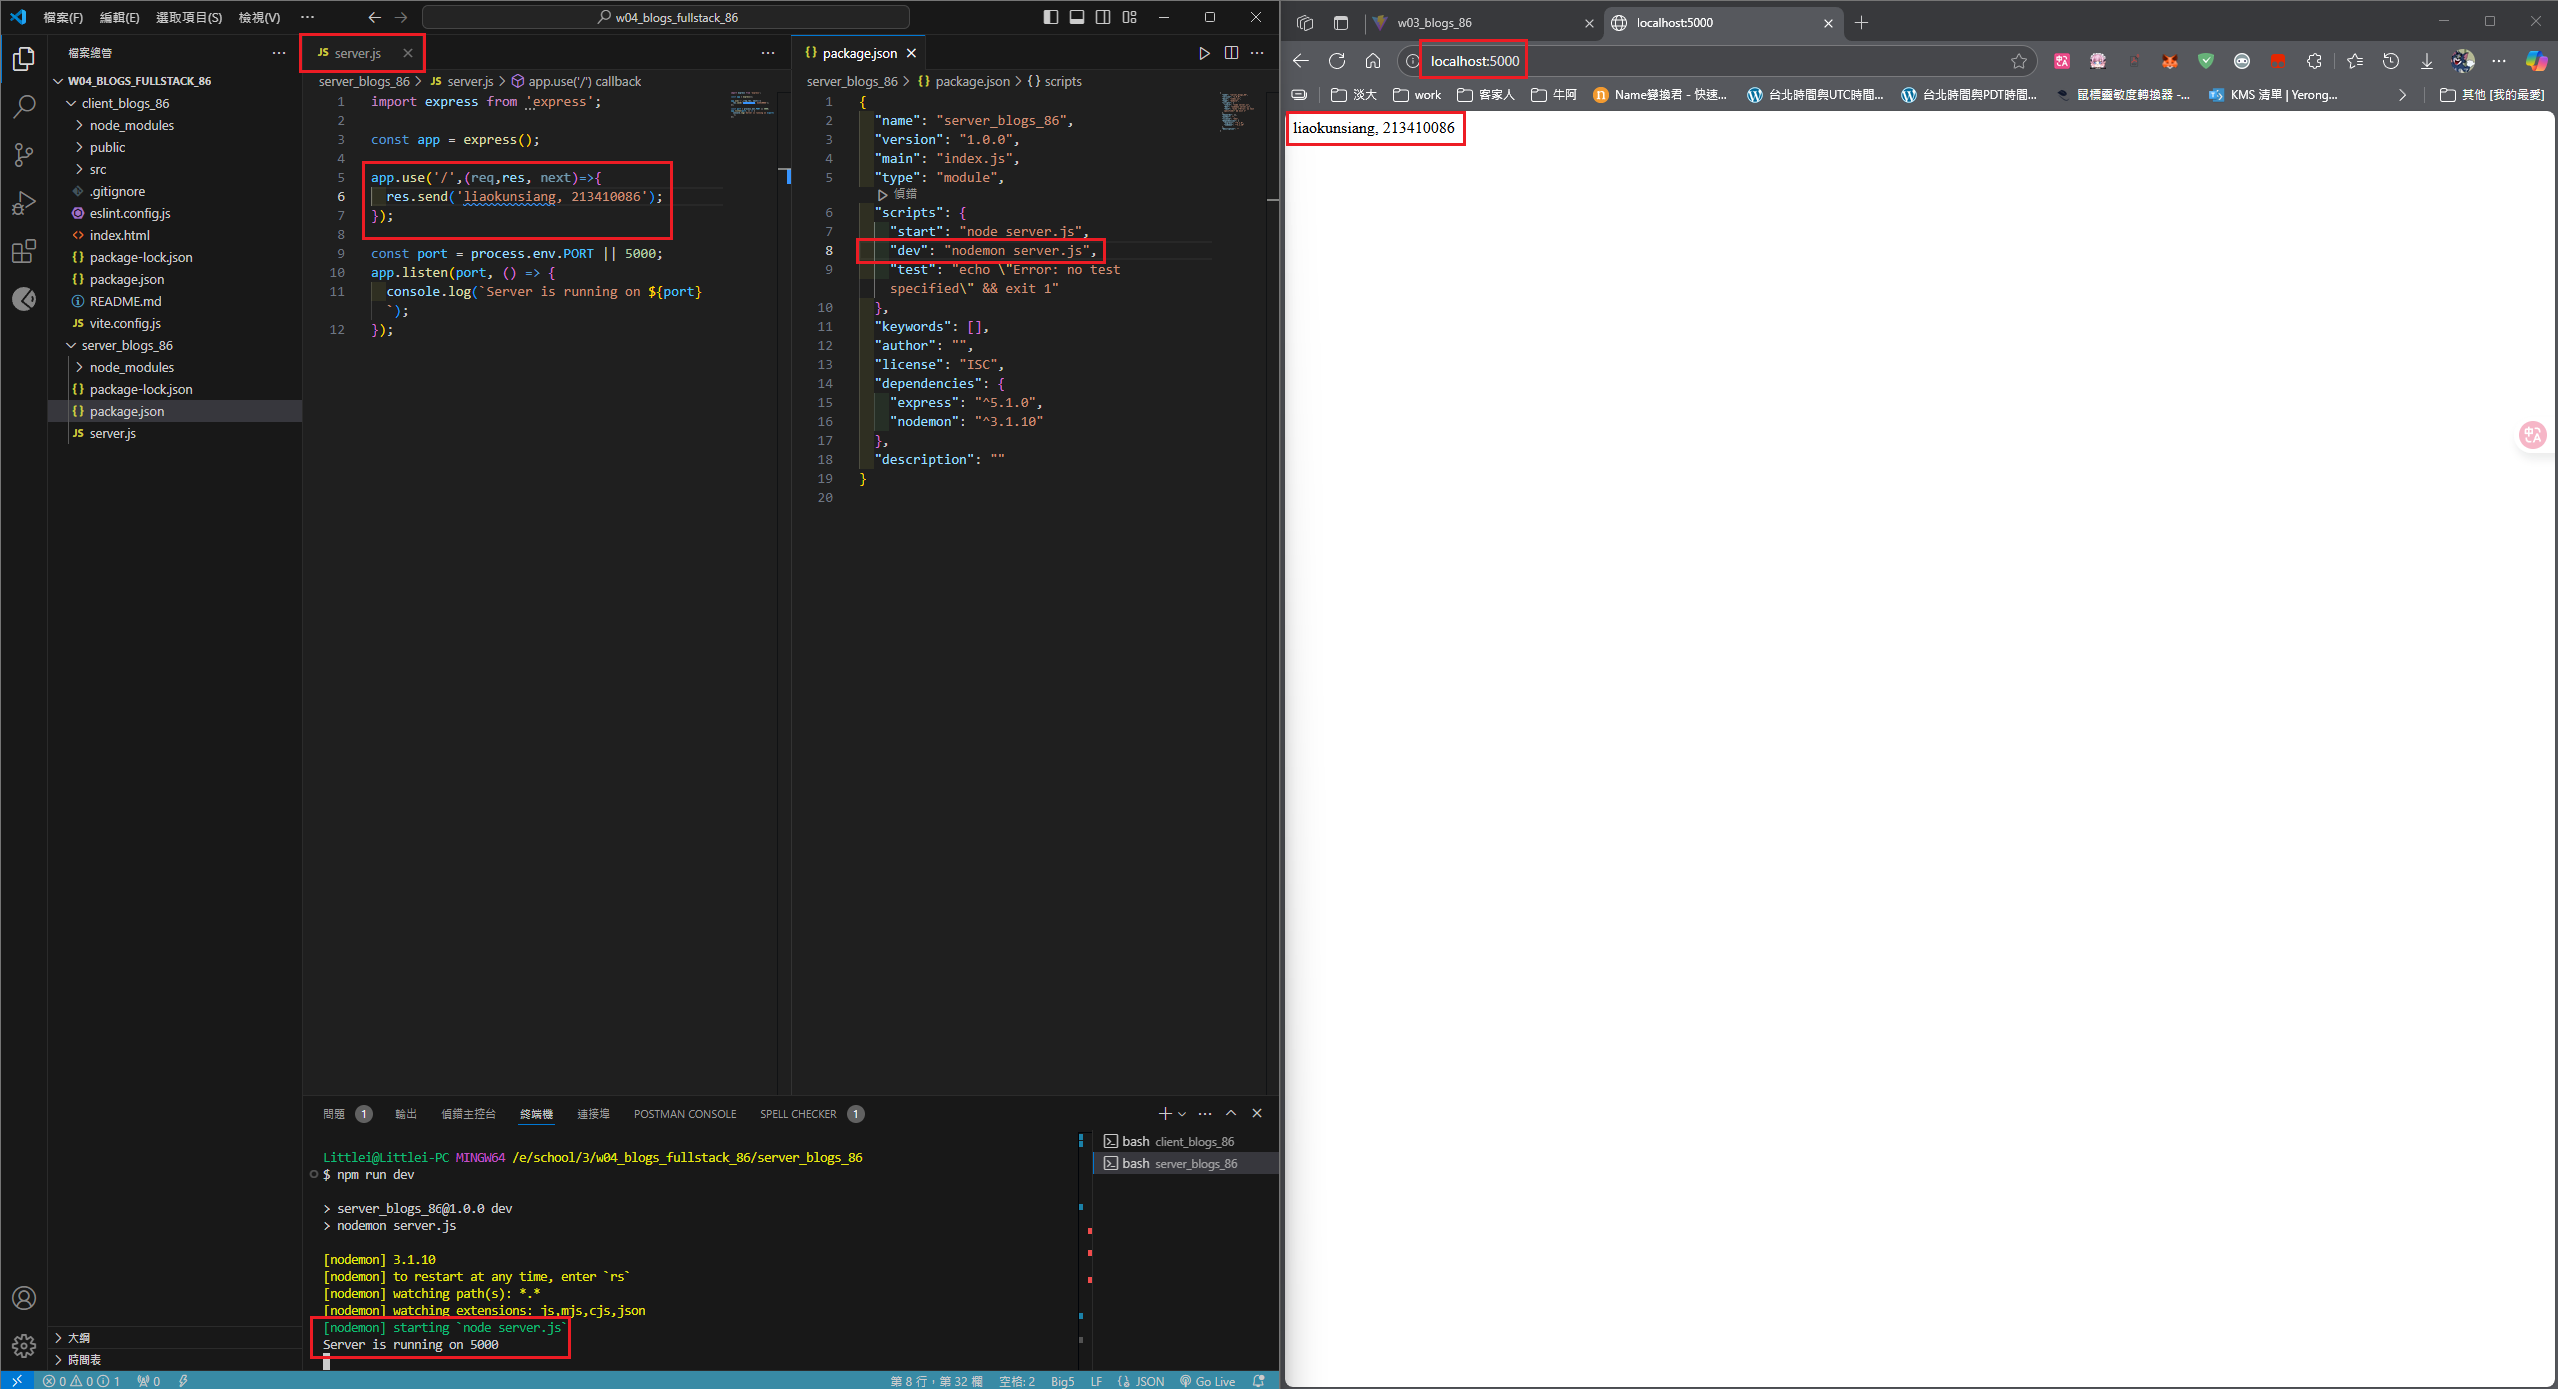 檔案(F) 編輯(E) 選取項目(S) 檢視(V) ···
w04_blogs_fullstack_86
檔案總管
W04_BLOGS_FULLSTACK_86
client_blogs_86
node_modules
public
src
.gitignore
eslint.config.js
index.html
package-lock.json
package.json
README.md
vite.config.js
server_blogs_86
node_modules
package-lock.json
package.json
server.js
大綱
時間表
JS server.js
server_blogs_86 > JS server.js > app.use('/') callback
1 import express from 'express';
2
3 const app = express();
4
5 app.use('/',(req,res, next)=>{
6 res.send('liaokunsiang, 213410086');
7 });
8
9 const port = process.env.PORT || 5000;
10 app.listen(port, () => {
11 console.log(`Server is running on ${port}
`);
12 });
{} package.json
server_blogs_86 > {} package.json > {} scripts
1 {
2 "name": "server_blogs_86",
3 "version": "1.0.0",
4 "main": "index.js",
5 "type": "module",
偵錯
6 "scripts": {
7 "start": "node server.js",
8 "dev": "nodemon server.js",
9 "test": "echo \"Error: no test
specified\" && exit 1"
10 },
11 "keywords": [],
12 "author": "",
13 "license": "ISC",
14 "dependencies": {
15 "express": "^5.1.0",
16 "nodemon": "^3.1.10"
17 },
18 "description": ""
19 }
20
問題 1 輸出 偵錯主控台 終端機 連接埠 POSTMAN CONSOLE SPELL CHECKER 1
Littlei@Littlei-PC MINGW64 /e/school/3/w04_blogs_fullstack_86/server_blogs_86
$ npm run dev
> server_blogs_86@1.0.0 dev
> nodemon server.js
[nodemon] 3.1.10
[nodemon] to restart at any time, enter `rs`
[nodemon] watching path(s): *.*
[nodemon] watching extensions: js,mjs,cjs,json
[nodemon] starting `node server.js`
Server is running on 5000
bash client_blogs_86
bash server_blogs_86
0 0 1 0 第 8 行，第 32 欄 空格: 2 Big5 LF {} JSON Go Live
w03_blogs_86
localhost:5000
localhost:5000
淡大 work 客家人 牛阿 Name變換君 - 快速... 台北時間與UTC時間... 台北時間與PDT時間... 鼠標靈敏度轉換器 -... KMS 清單 | Yerong... 其他 [我的最愛]
liaokunsiang, 213410086